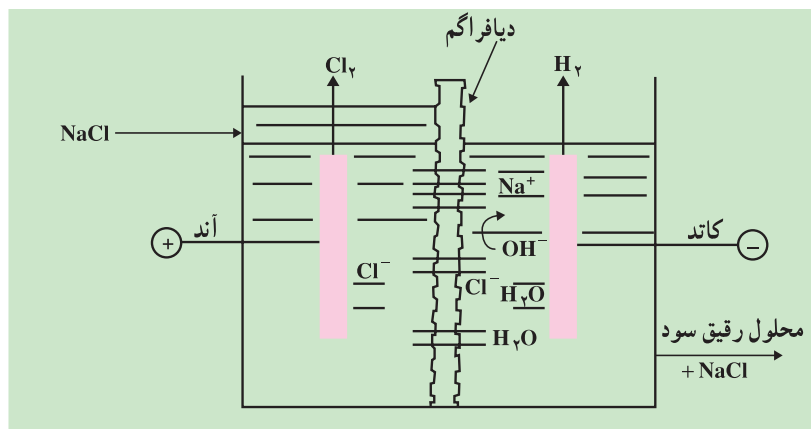 دیافراگم
Cl۲
H۲
NaCl
Na+
آند
کاتد
+
−
OH−
Cl−
Cl−
H۲O
H۲O
محلول رقیق سود
+ NaCl